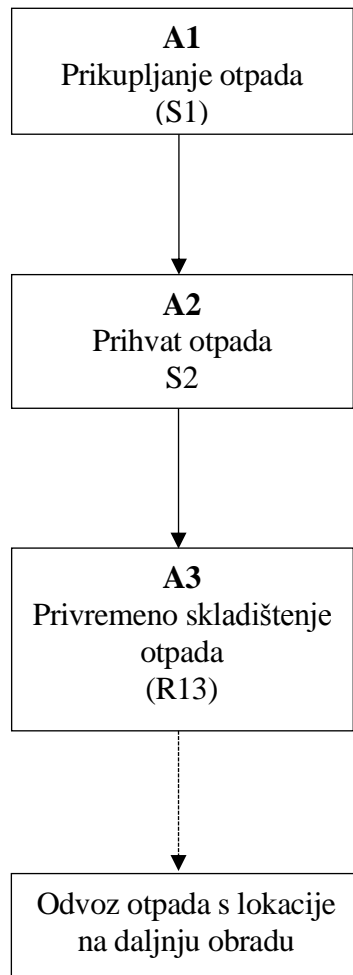 A1
Prikupljanje otpada
(S1)
A2
Prihvat otpada
S2
A3
Privremeno skladištenje
otpada
(R13)
Odvoz otpada s lokacije
na daljnju obradu